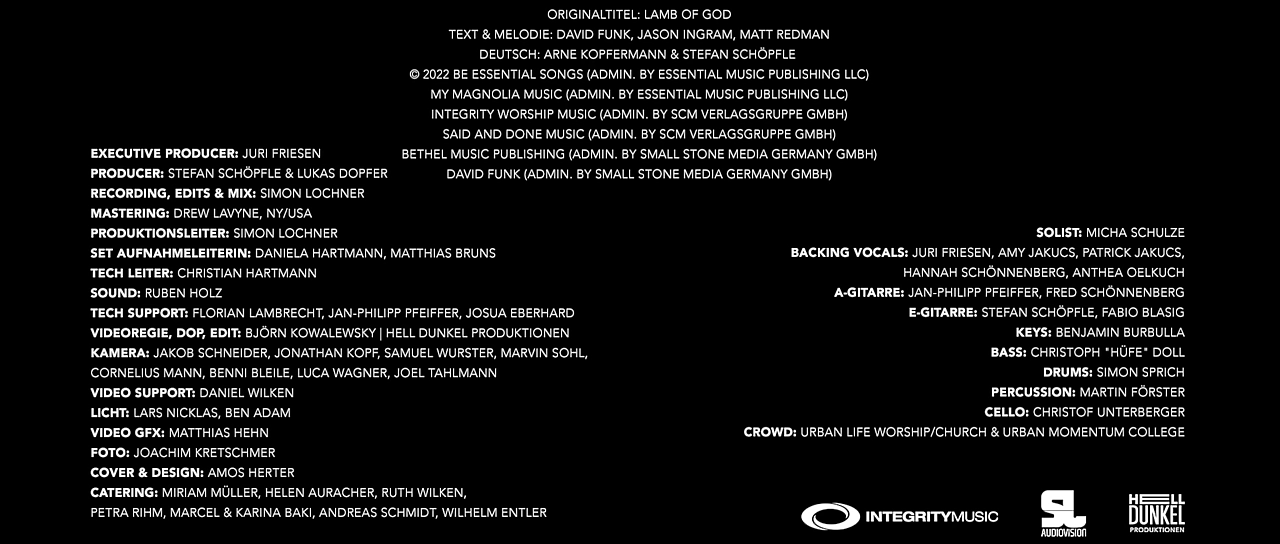 ORIGINALTITEL: LAMB OF GOD
TEXT & MELODIE: DAVID FUNK, JASON INGRAM, MATT REDMAN
DEUTSCH: ARNE KOPFERMANN & STEFAN SCHÖPFLE
© 2022 BE ESSENTIAL SONGS (ADMIN. BY ESSENTIAL MUSIC PUBLISHING LLC)
MY MAGNOLIA MUSIC (ADMIN. BY ESSENTIAL MUSIC PUBLISHING LLC)
INTEGRITY WORSHIP MUSIC (ADMIN. BY SCM VERLAGSGRUPPE GMBH)
SAID AND DONE MUSIC (ADMIN. BY SCM VERLAGSGRUPPE GMBH)
BETHEL MUSIC PUBLISHING (ADMIN. BY SMALL STONE MEDIA GERMANY GMBH)
DAVID FUNK (ADMIN. BY SMALL STONE MEDIA GERMANY GMBH)
EXECUTIVE PRODUCER: JURI FRIESEN
PRODUCER: STEFAN SCHÖPFLE & LUKAS DOPFER
RECORDING, EDITS & MIX: SIMON LOCHNER
MASTERING: DREW LAVYNE, NY/USA
PRODUKTIONSLEITER: SIMON LOCHNER
SET AUFNAHMELEITERIN: DANIELA HARTMANN, MATTHIAS BRUNS
TECH LEITER: CHRISTIAN HARTMANN
SOUND: RUBEN HOLZ
TECH SUPPORT: FLORIAN LAMBRECHT, JAN-PHILIPP PFEIFFER, JOSUA EBERHARD
VIDEOREGIE, DOP, EDIT: BJÖRN KOWALEWSKY | HELL DUNKEL PRODUKTIONEN
KAMERA: JAKOB SCHNEIDER, JONATHAN KOPF, SAMUEL WURSTER, MARVIN SOHL,
CORNELIUS MANN, BENNI BLEILE, LUCA WAGNER, JOEL TAHLMANN
VIDEO SUPPORT: DANIEL WILKEN
LICHT: LARS NICKLAS, BEN ADAM
VIDEO GFX: MATTHIAS HEHN
FOTO: JOACHIM KRETSCHMER
COVER & DESIGN: AMOS HERTER
CATERING: MIRIAM MÜLLER, HELEN AURACHER, RUTH WILKEN,
PETRA RIHM, MARCEL & KARINA BAKI, ANDREAS SCHMIDT, WILHELM ENTLER
SOLIST: MICHA SCHULZE
BACKING VOCALS: JURI FRIESEN, AMY JAKUCS, PATRICK JAKUCS,
HANNAH SCHÖNNENBERG, ANTHEA OELKUCH
A-GITARRE: JAN-PHILIPP PFEIFFER, FRED SCHÖNNENBERG
E-GITARRE: STEFAN SCHÖPFLE, FABIO BLASIG
KEYS: BENJAMIN BURBULLA
BASS: CHRISTOPH "HÜFE" DOLL
DRUMS: SIMON SPRICH
PERCUSSION: MARTIN FÖRSTER
CELLO: CHRISTOF UNTERBERGER
CROWD: URBAN LIFE WORSHIP/CHURCH & URBAN MOMENTUM COLLEGE
INTEGRITYMUSIC
SL
AUDIOVISION
HELL
DUNKEL
PRODUKTIONEN